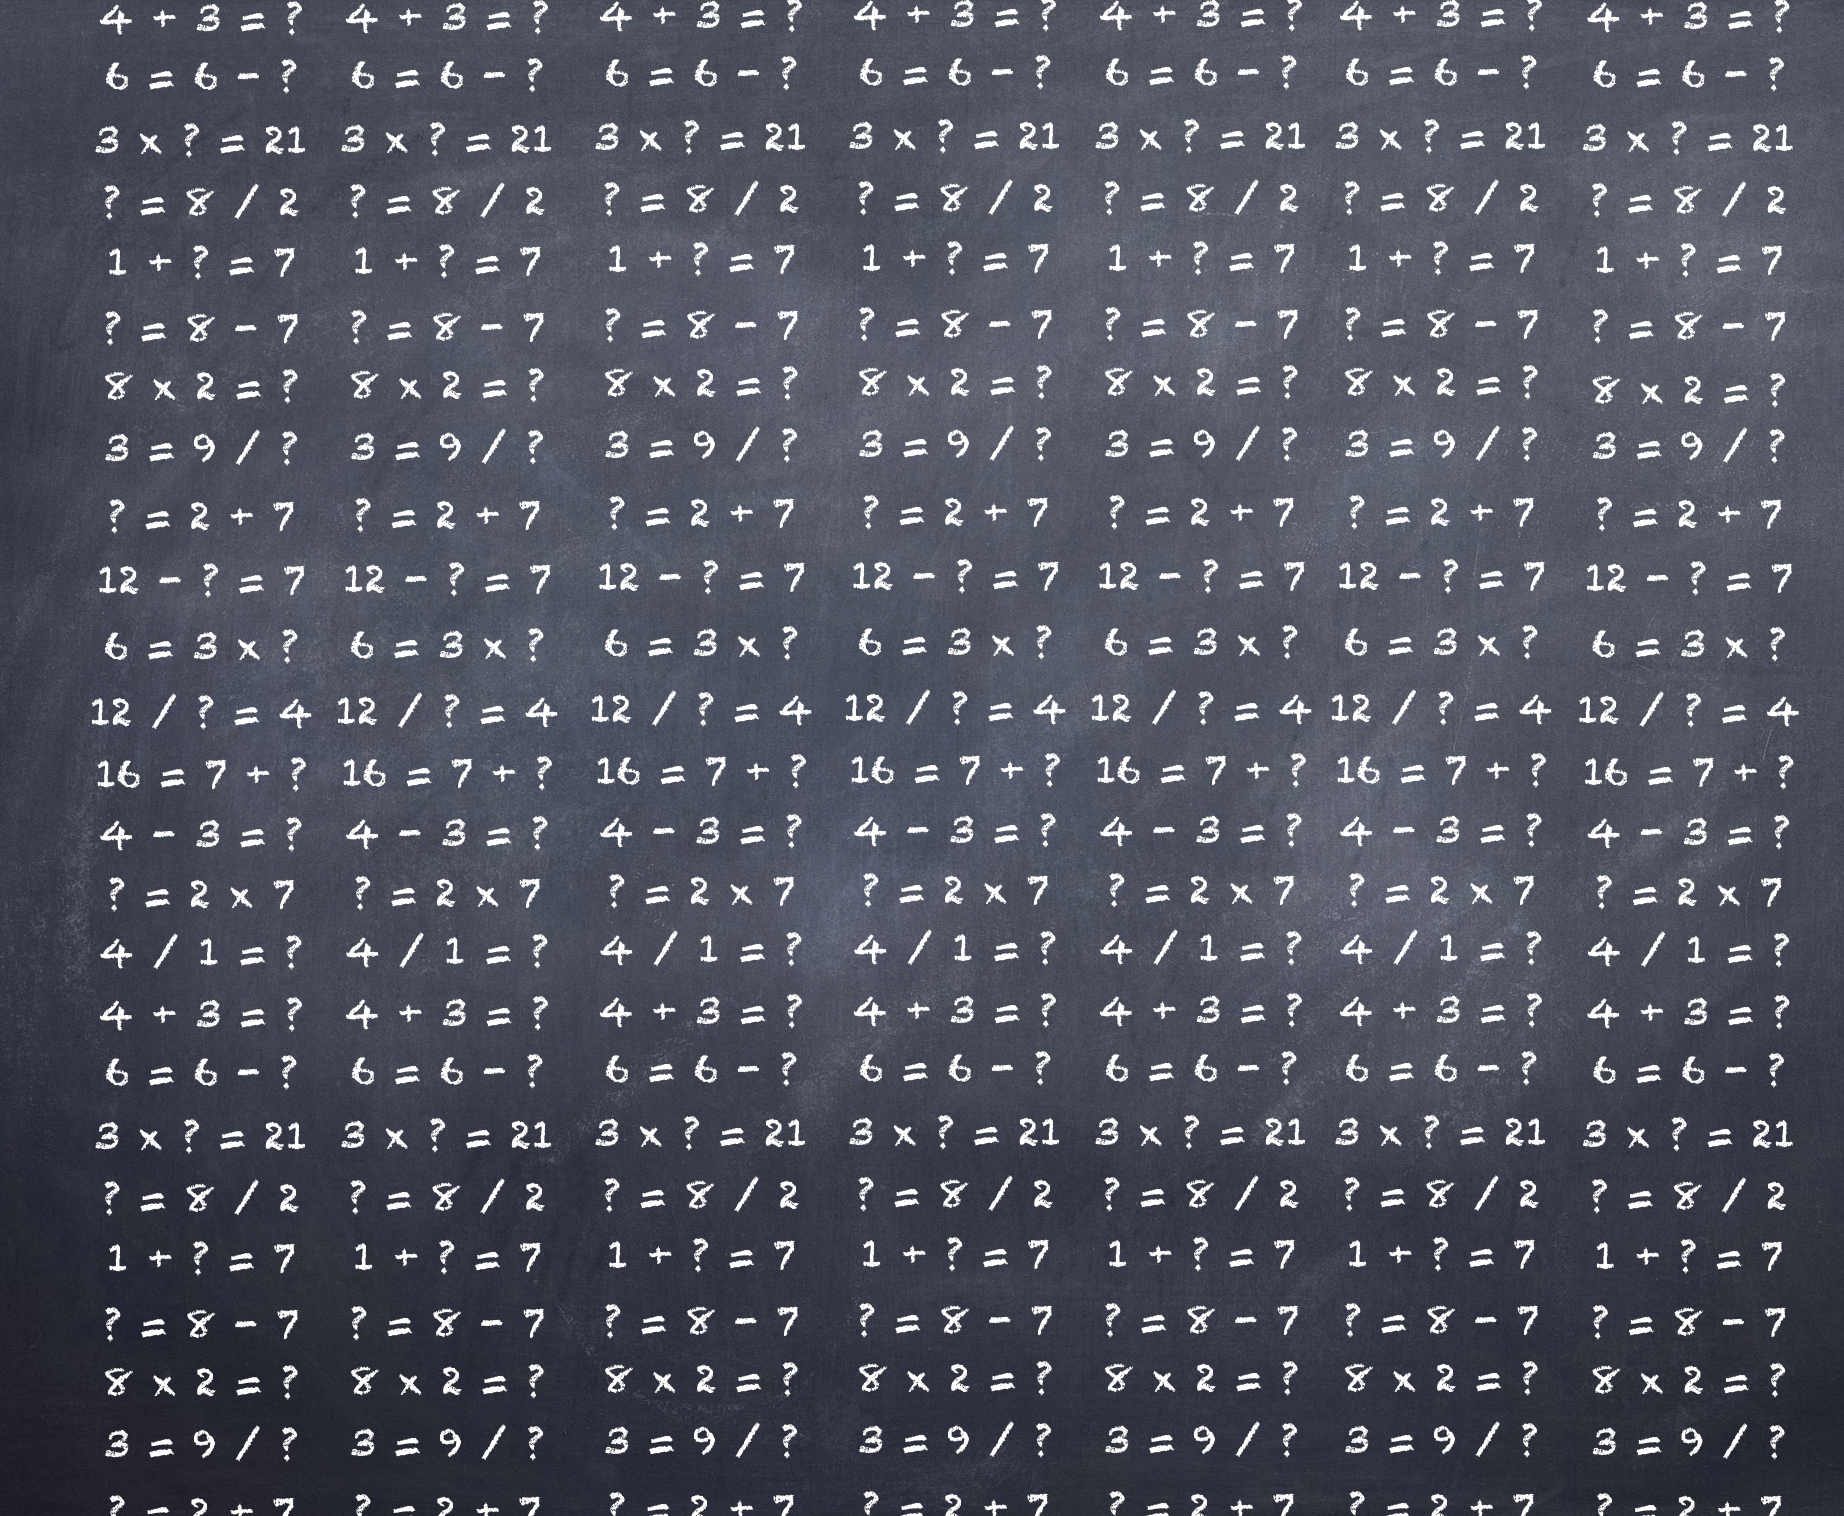 4 + 3 = ? 4 + 3 = ? 4 + 3 = ? 4 + 3 = ? 4 + 3 = ? 4 + 3 = ? 4 + 3 = ?
6 = 6 - ? 6 = 6 - ? 6 = 6 - ? 6 = 6 - ? 6 = 6 - ? 6 = 6 - ? 6 = 6 - ?
3 x ? = 21 3 x ? = 21 3 x ? = 21 3 x ? = 21 3 x ? = 21 3 x ? = 21 3 x ? = 21
? = 8 / 2 ? = 8 / 2 ? = 8 / 2 ? = 8 / 2 ? = 8 / 2 ? = 8 / 2 ? = 8 / 2
1 + ? = 7 1 + ? = 7 1 + ? = 7 1 + ? = 7 1 + ? = 7 1 + ? = 7 1 + ? = 7
? = 8 - 7 ? = 8 - 7 ? = 8 - 7 ? = 8 - 7 ? = 8 - 7 ? = 8 - 7 ? = 8 - 7
8 x 2 = ? 8 x 2 = ? 8 x 2 = ? 8 x 2 = ? 8 x 2 = ? 8 x 2 = ? 8 x 2 = ?
3 = 9 / ? 3 = 9 / ? 3 = 9 / ? 3 = 9 / ? 3 = 9 / ? 3 = 9 / ? 3 = 9 / ?
? = 2 + 7 ? = 2 + 7 ? = 2 + 7 ? = 2 + 7 ? = 2 + 7 ? = 2 + 7 ? = 2 + 7
12 - ? = 7 12 - ? = 7 12 - ? = 7 12 - ? = 7 12 - ? = 7 12 - ? = 7 12 - ? = 7
6 = 3 x ? 6 = 3 x ? 6 = 3 x ? 6 = 3 x ? 6 = 3 x ? 6 = 3 x ? 6 = 3 x ?
12 / ? = 4 12 / ? = 4 12 / ? = 4 12 / ? = 4 12 / ? = 4 12 / ? = 4 12 / ? = 4
16 = 7 + ? 16 = 7 + ? 16 = 7 + ? 16 = 7 + ? 16 = 7 + ? 16 = 7 + ? 16 = 7 + ?
4 - 3 = ? 4 - 3 = ? 4 - 3 = ? 4 - 3 = ? 4 - 3 = ? 4 - 3 = ? 4 - 3 = ?
? = 2 x 7 ? = 2 x 7 ? = 2 x 7 ? = 2 x 7 ? = 2 x 7 ? = 2 x 7 ? = 2 x 7
4 / 1 = ? 4 / 1 = ? 4 / 1 = ? 4 / 1 = ? 4 / 1 = ? 4 / 1 = ? 4 / 1 = ?
4 + 3 = ? 4 + 3 = ? 4 + 3 = ? 4 + 3 = ? 4 + 3 = ? 4 + 3 = ? 4 + 3 = ?
6 = 6 - ? 6 = 6 - ? 6 = 6 - ? 6 = 6 - ? 6 = 6 - ? 6 = 6 - ? 6 = 6 - ?
3 x ? = 21 3 x ? = 21 3 x ? = 21 3 x ? = 21 3 x ? = 21 3 x ? = 21 3 x ? = 21
? = 8 / 2 ? = 8 / 2 ? = 8 / 2 ? = 8 / 2 ? = 8 / 2 ? = 8 / 2 ? = 8 / 2
1 + ? = 7 1 + ? = 7 1 + ? = 7 1 + ? = 7 1 + ? = 7 1 + ? = 7 1 + ? = 7
? = 8 - 7 ? = 8 - 7 ? = 8 - 7 ? = 8 - 7 ? = 8 - 7 ? = 8 - 7 ? = 8 - 7
8 x 2 = ? 8 x 2 = ? 8 x 2 = ? 8 x 2 = ? 8 x 2 = ? 8 x 2 = ? 8 x 2 = ?
3 = 9 / ? 3 = 9 / ? 3 = 9 / ? 3 = 9 / ? 3 = 9 / ? 3 = 9 / ? 3 = 9 / ?
? = 2 + 7 ? = 2 + 7 ? = 2 + 7 ? = 2 + 7 ? = 2 + 7 ? = 2 + 7 ? = 2 + 7